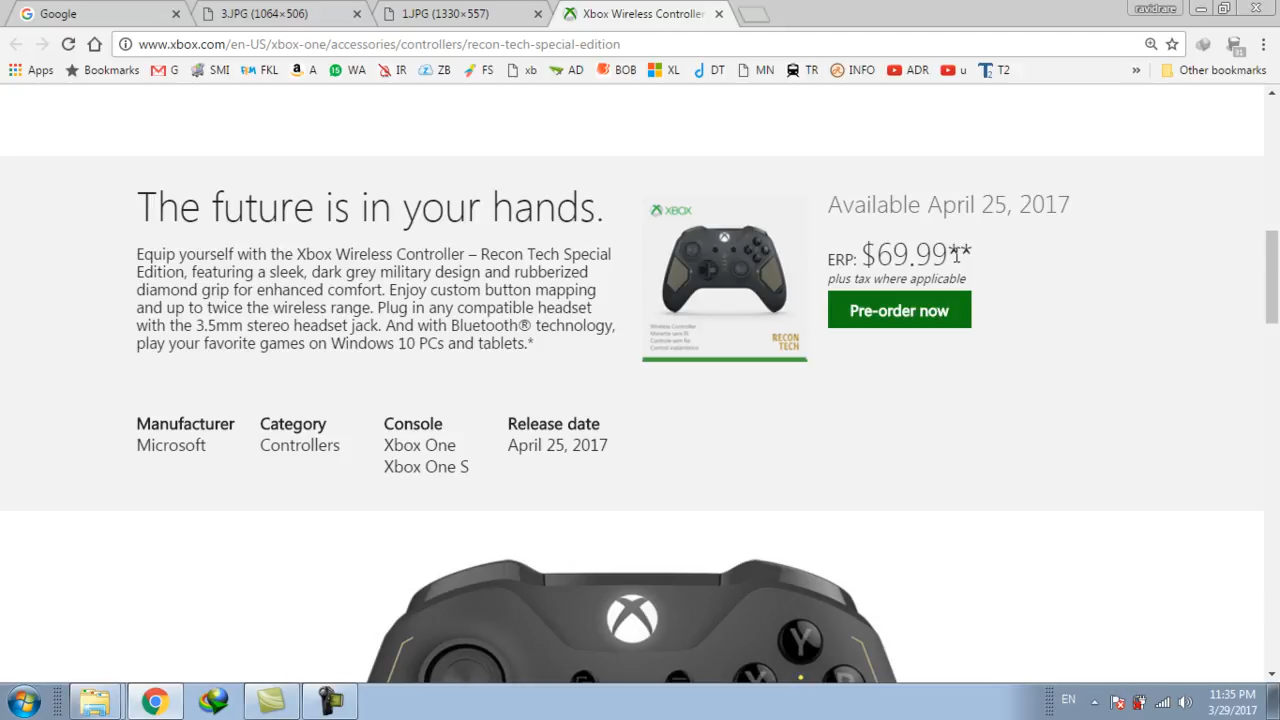 Google
3.JPG (1064×506)
1.JPG (1330×557)
Xbox Wireless Controller
ravidrare
www.xbox.com/en-US/xbox-one/accessories/controllers/recon-tech-special-edition
Apps Bookmarks G SMI FKL A WA IR ZB FS xb AD BOB XL DT MN TR INFO ADR u T2 » Other bookmarks
The future is in your hands.
Equip yourself with the Xbox Wireless Controller – Recon Tech Special
Edition, featuring a sleek, dark grey military design and rubberized
diamond grip for enhanced comfort. Enjoy custom button mapping
and up to twice the wireless range. Plug in any compatible headset
with the 3.5mm stereo headset jack. And with Bluetooth® technology,
play your favorite games on Windows 10 PCs and tablets.*
XBOX
Wireless Controller
RECON
TECH
Available April 25, 2017
ERP: $69.99**
plus tax where applicable
Pre-order now
Manufacturer Category Console Release date
Microsoft Controllers Xbox One April 25, 2017
Xbox One S
Y
EN
11:35 PM
3/29/2017